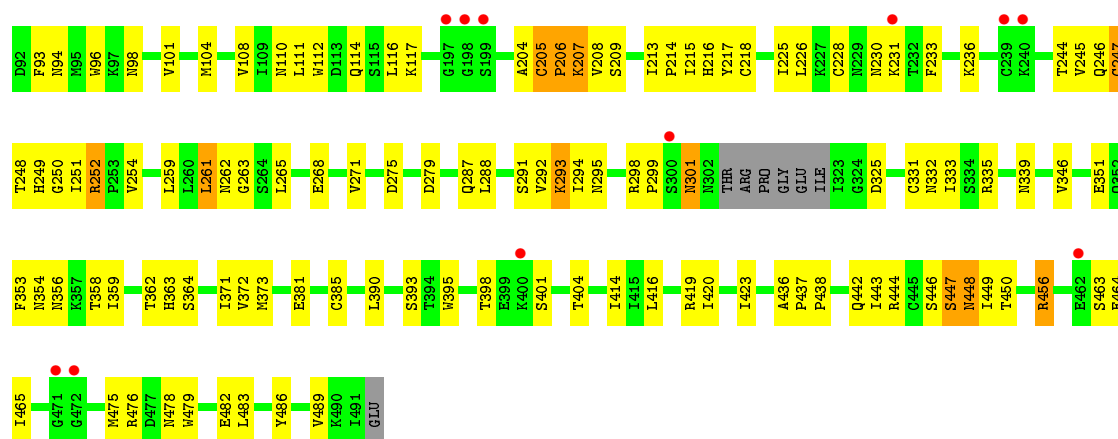 D92 F93 N94 M95 W96 K97 N98 V101 M104 V108 I109 N110 L111 W112 D113 Q114 S115 L116 K117 G197 G198 S199 A204 C205 P206 K207 V208 S209 I213 P214 I215 H216 Y217 C218 I225 L226 K227 C228 N229 N230 K231 T232 F233 K236 C239 K240 T244 V245 Q246
T248 H249 G250 I251 R252 P253 V254 L259 L260 L261 N262 G263 S264 L265 E268 V271 D275 D279 Q287 L288 S291 V292 K293 I294 N295 R298 P299 S300 N301 N302 THR ARG PRO GLY GLU ILE I323 G324 D325 C331 N332 I333 S334 R335 N339 V346 E351
F353 N354 N356 K357 T358 I359 T362 H363 S364 I371 V372 M373 E381 C385 L390 S393 T394 W395 T398 E399 K400 S401 T404 I414 I415 L416 R419 I420 I423 A436 P437 P438 Q442 I443 R444 C445 S446 S447 N448 I449 T450 R456 E462 S463
I465 G471 G472 M475 R476 D477 N478 W479 E482 L483 Y486 V489 K490 I491 GLU